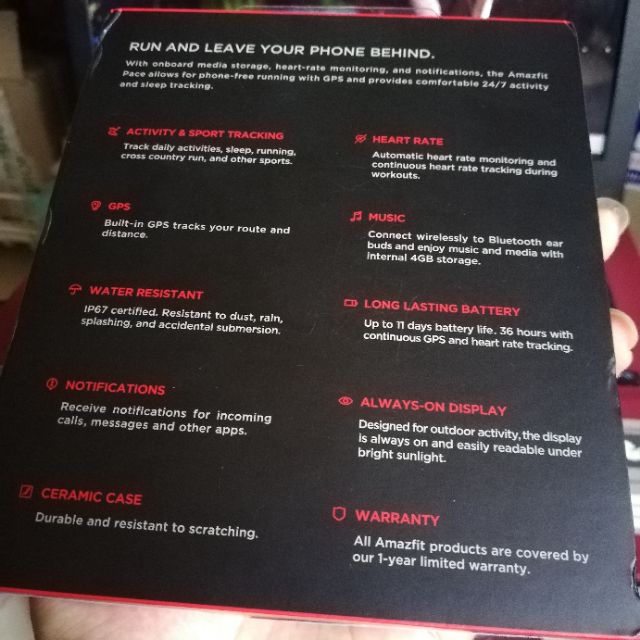 RUN AND LEAVE YOUR PHONE BEHIND.
With onboard media storage, heart-rate monitoring, and notifications, the Amazfit
Pace allows for phone-free running with GPS and provides comfortable 24/7 activity
and sleep tracking.
ACTIVITY & SPORT TRACKING
Track daily activities, sleep, running,
cross country run, and other sports.
HEART RATE
Automatic heart rate monitoring and
continuous heart rate tracking during
workouts.
GPS
Built-in GPS tracks your route and
distance.
MUSIC
Connect wirelessly to Bluetooth ear
buds and enjoy music and media with
internal 4GB storage.
WATER RESISTANT
IP67 certified. Resistant to dust, rain,
splashing, and accidental submersion.
LONG LASTING BATTERY
Up to 11 days battery life. 36 hours with
continuous GPS and heart rate tracking.
NOTIFICATIONS
Receive notifications for incoming
calls, messages and other apps.
ALWAYS-ON DISPLAY
Designed for outdoor activity, the display
is always on and easily readable under
bright sunlight.
CERAMIC CASE
Durable and resistant to scratching.
WARRANTY
All Amazfit products are covered by
our 1-year limited warranty.